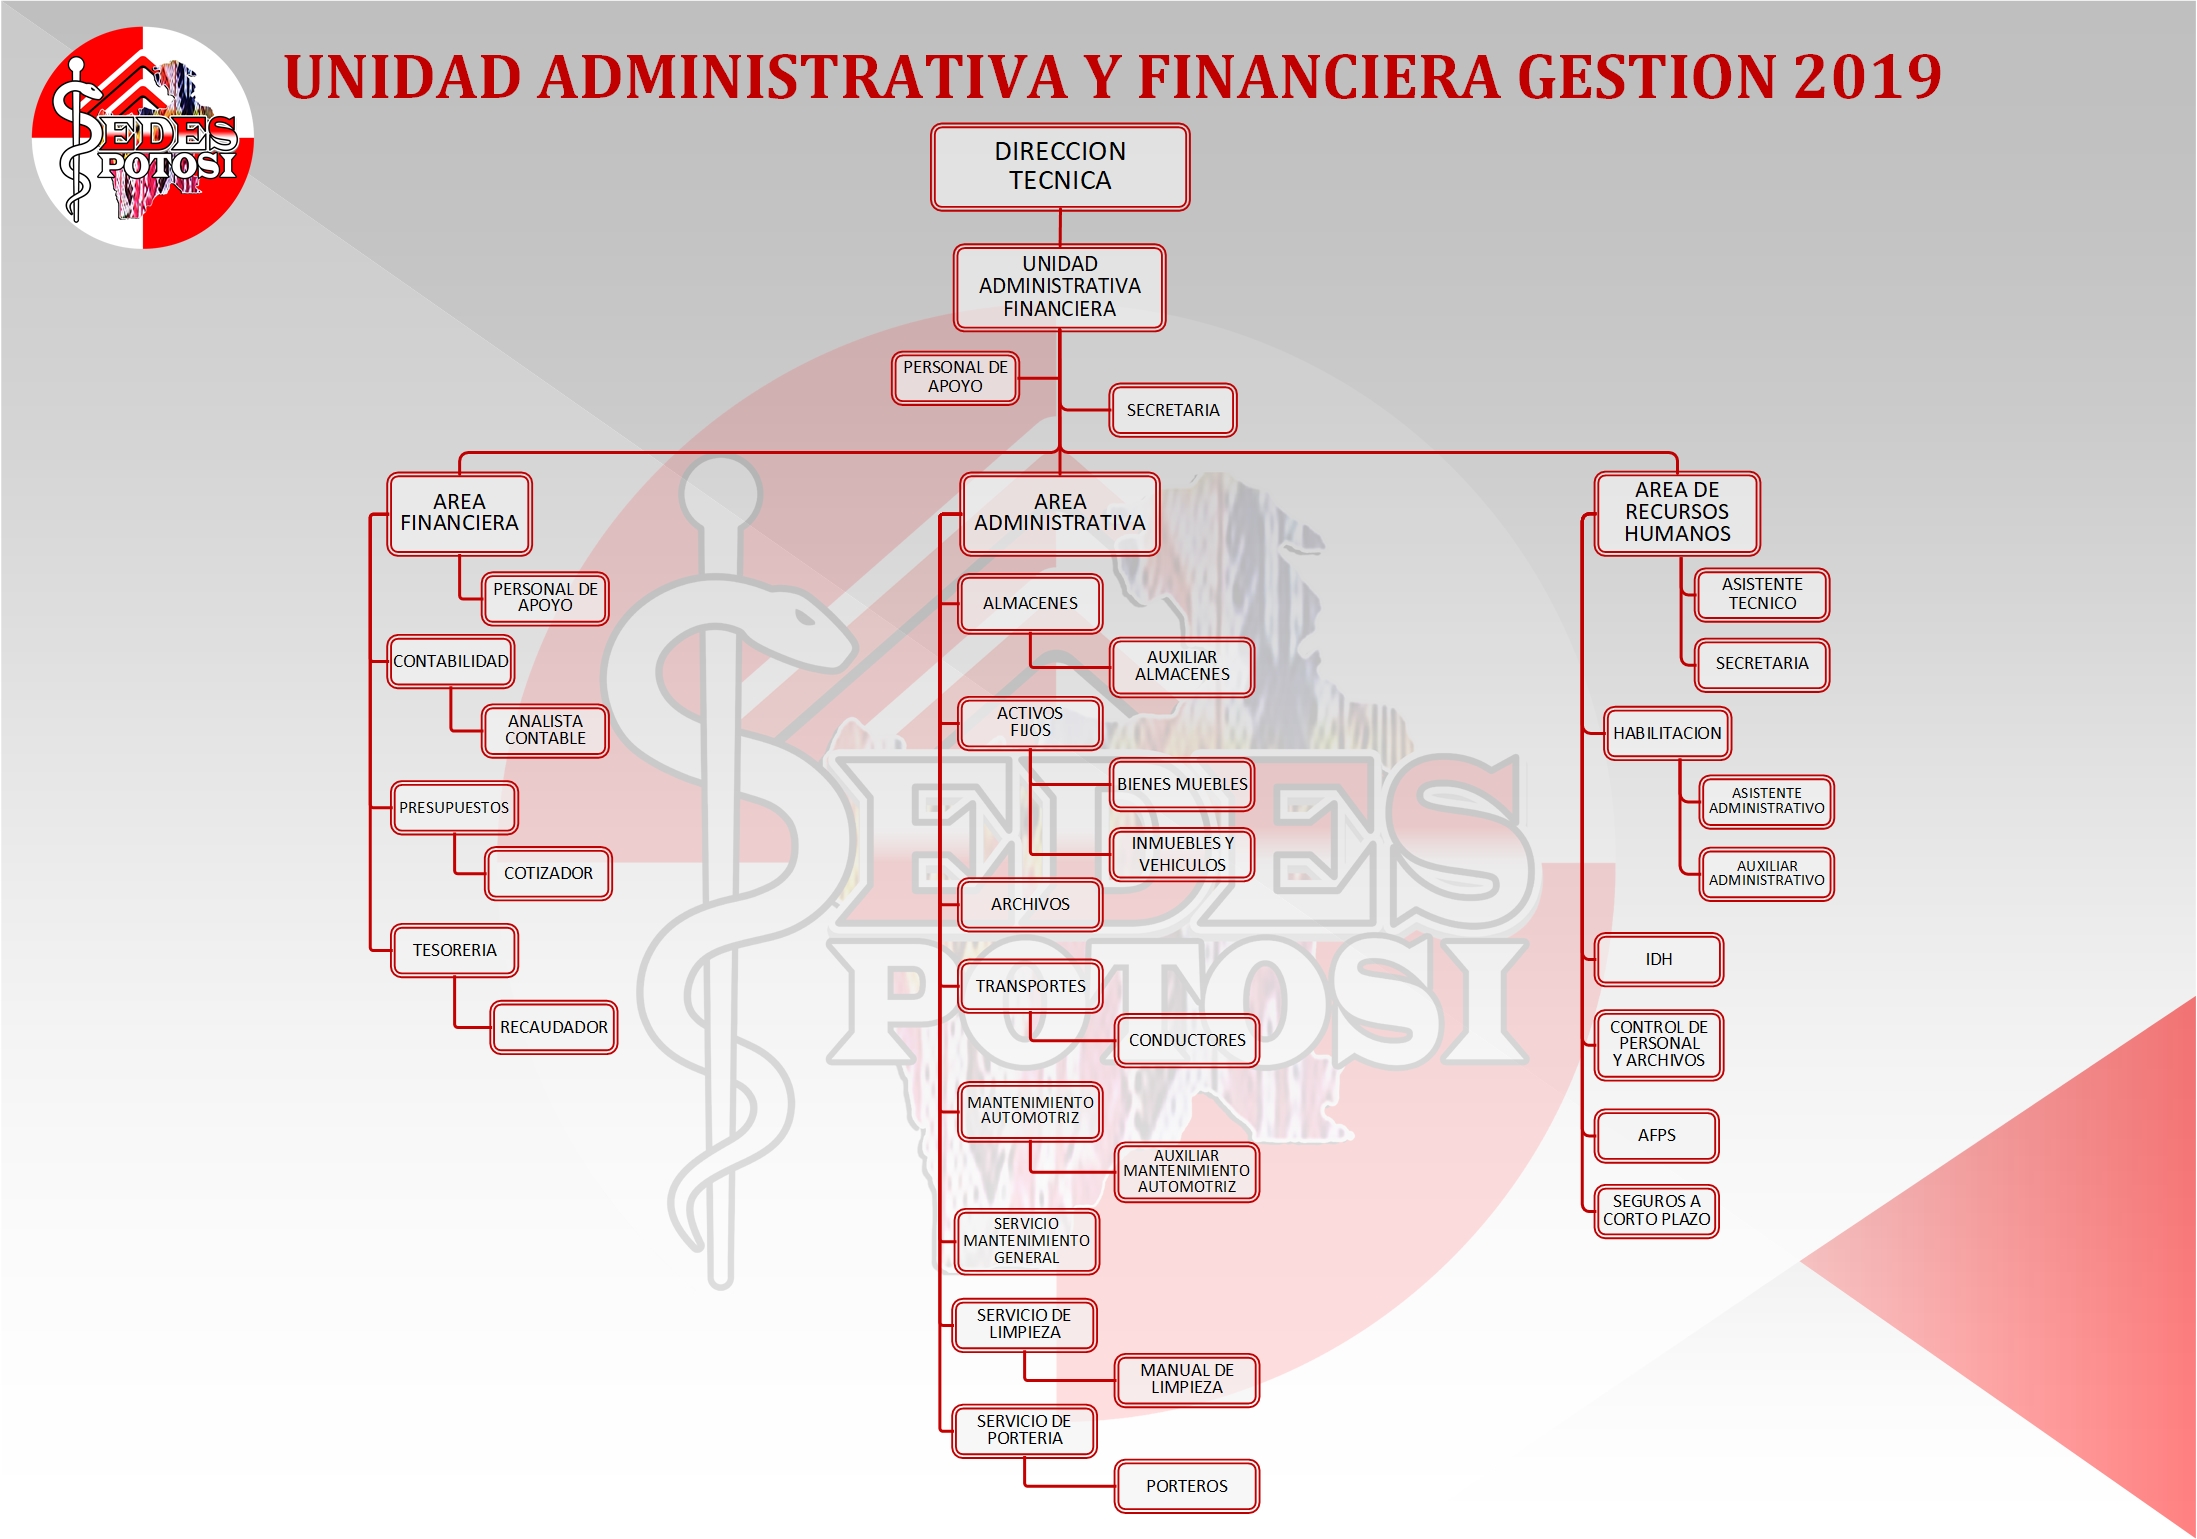 UNIDAD ADMINISTRATIVA Y FINANCIERA GESTION 2019
SEDES
POTOSI
DIRECCION
TECNICA
UNIDAD
ADMINISTRATIVA
FINANCIERA
PERSONAL DE
APOYO
SECRETARIA
AREA
FINANCIERA
PERSONAL DE
APOYO
CONTABILIDAD
ANALISTA
CONTABLE
PRESUPUESTOS
COTIZADOR
TESORERIA
RECAUDADOR
AREA
ADMINISTRATIVA
ALMACENES
AUXILIAR
ALMACENES
ACTIVOS
FIJOS
BIENES MUEBLES
INMUEBLES Y
VEHICULOS
ARCHIVOS
TRANSPORTES
CONDUCTORES
MANTENIMIENTO
AUTOMOTRIZ
AUXILIAR
MANTENIMIENTO
AUTOMOTRIZ
SERVICIO
MANTENIMIENTO
GENERAL
SERVICIO DE
LIMPIEZA
MANUAL DE
LIMPIEZA
SERVICIO DE
PORTERIA
PORTEROS
AREA DE
RECURSOS
HUMANOS
ASISTENTE
TECNICO
SECRETARIA
HABILITACION
ASISTENTE
ADMINISTRATIVO
AUXILIAR
ADMINISTRATIVO
IDH
CONTROL DE
PERSONAL
Y ARCHIVOS
AFPS
SEGUROS A
CORTO PLAZO
SEDES
POTOSI